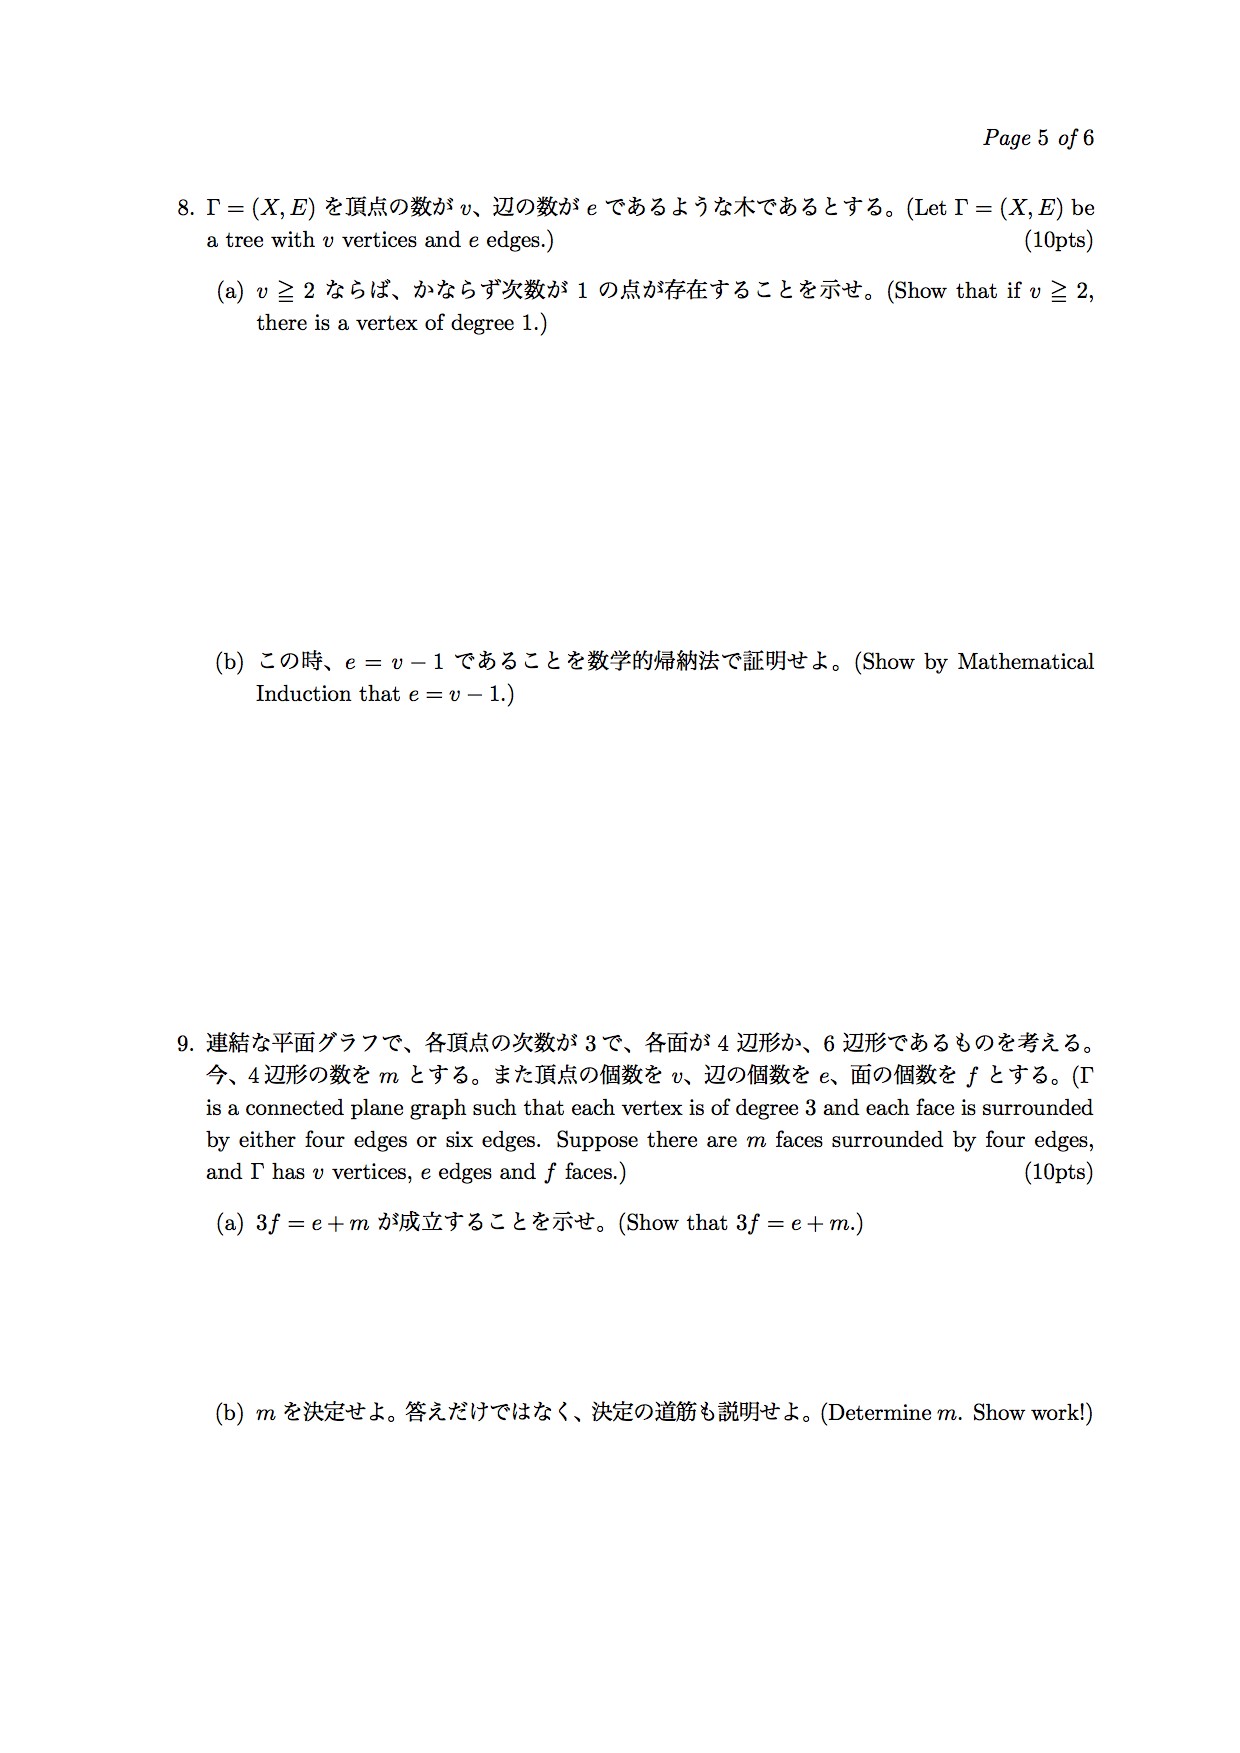 Page 5 of 6
8. Γ = (X, E) を頂点の数が v、辺の数が e であるような木であるとする。(Let Γ = (X, E) be
a tree with v vertices and e edges.) (10pts)
(a) v ≧ 2 ならば、かならず次数が 1 の点が存在することを示せ。(Show that if v ≧ 2,
there is a vertex of degree 1.)
(b) この時、e = v − 1 であることを数学的帰納法で証明せよ。(Show by Mathematical
Induction that e = v − 1.)
9. 連結な平面グラフで、各頂点の次数が 3 で、各面が 4 辺形か、6 辺形であるものを考える。
今、4 辺形の数を m とする。また頂点の個数を v、辺の個数を e、面の個数を f とする。(Γ
is a connected plane graph such that each vertex is of degree 3 and each face is surrounded
by either four edges or six edges. Suppose there are m faces surrounded by four edges,
and Γ has v vertices, e edges and f faces.) (10pts)
(a) 3f = e + m が成立することを示せ。(Show that 3f = e + m.)
(b) m を決定せよ。答えだけではなく、決定の道筋も説明せよ。(Determine m. Show work!)